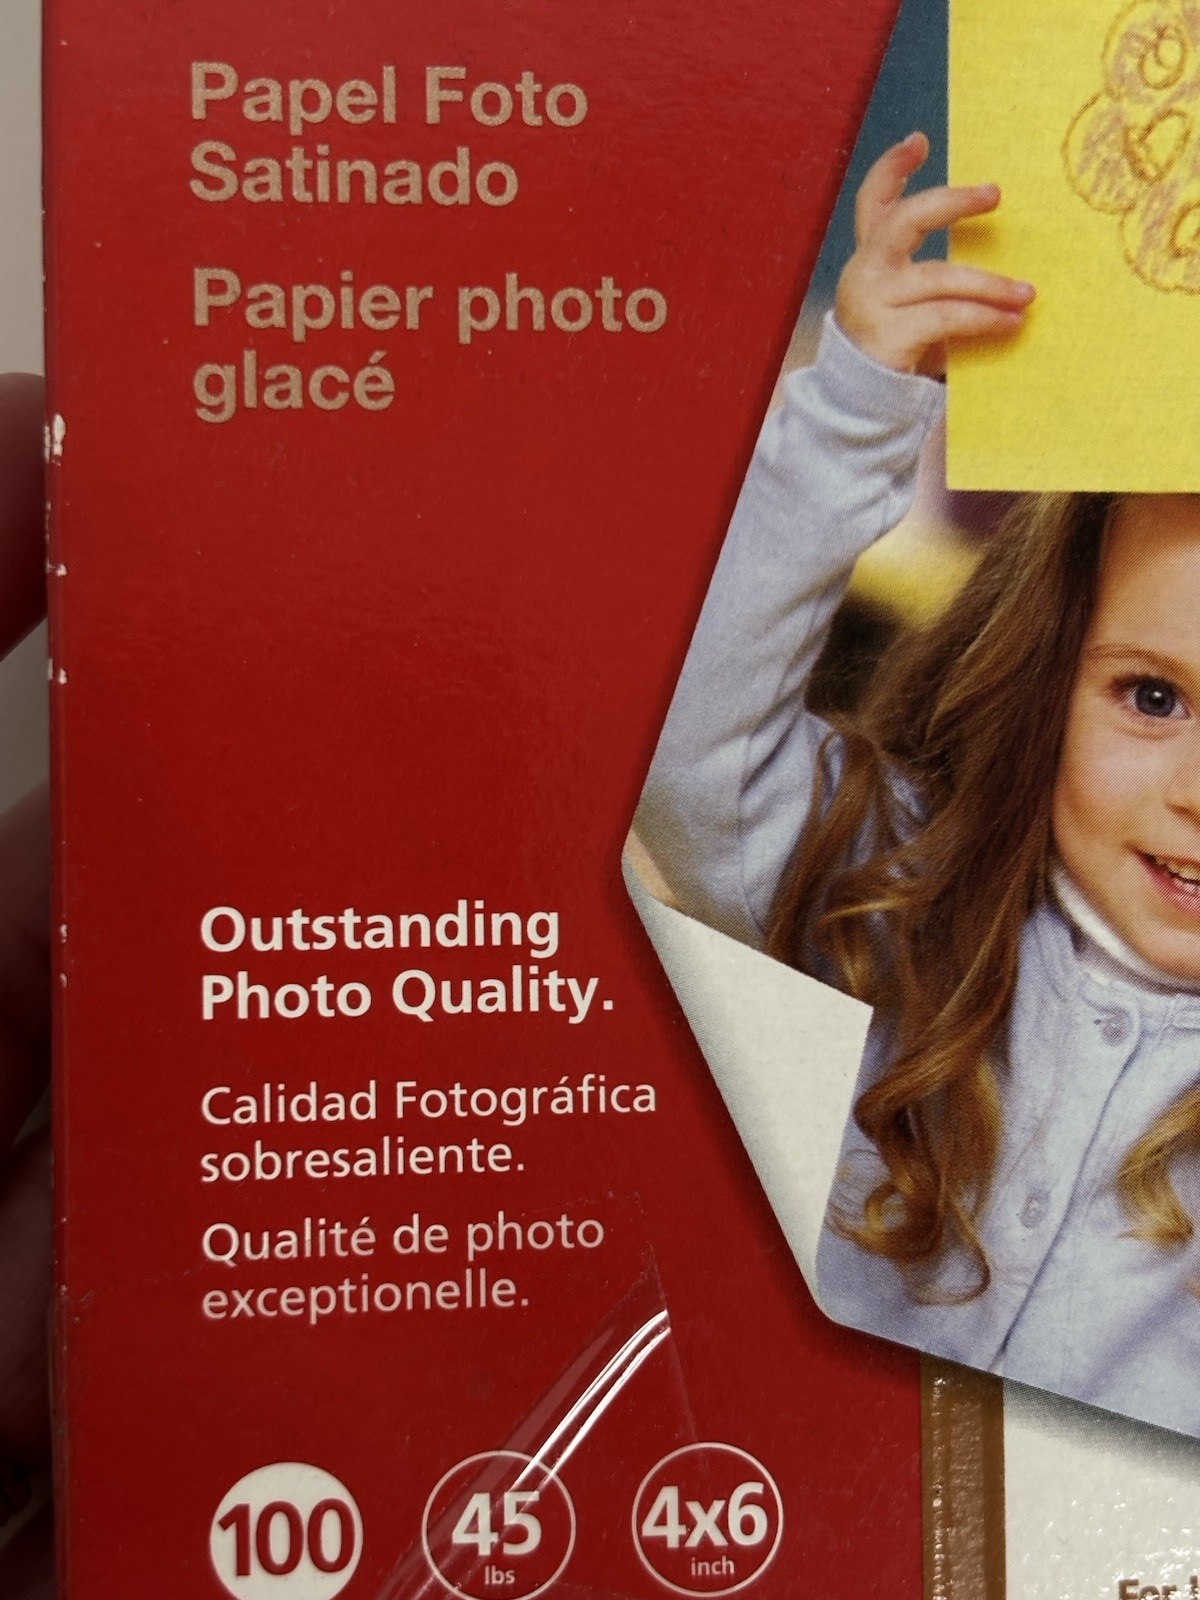 Papel Foto
Satinado
Papier photo
glacé
Outstanding
Photo Quality.
Calidad Fotográfica
sobresaliente.
Qualité de photo
exceptionelle.
100
45
lbs
4x6
inch
For